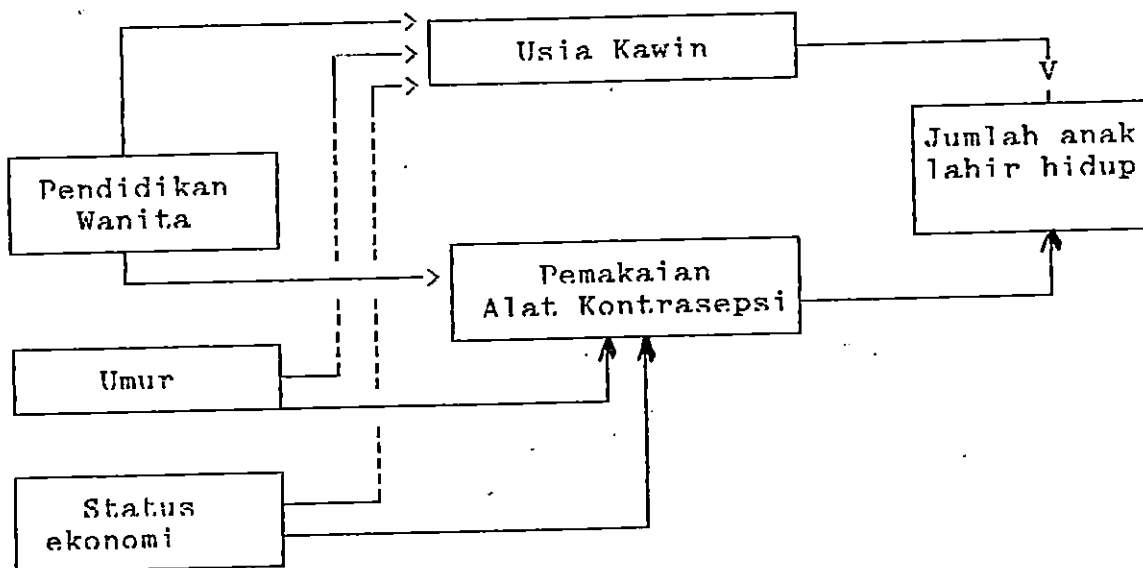 Usia Kawin
Jumlah anak
lahir hidup
Pendidikan
Wanita
Pemakaian
Alat Kontrasepsi
Umur
Status
ekonomi